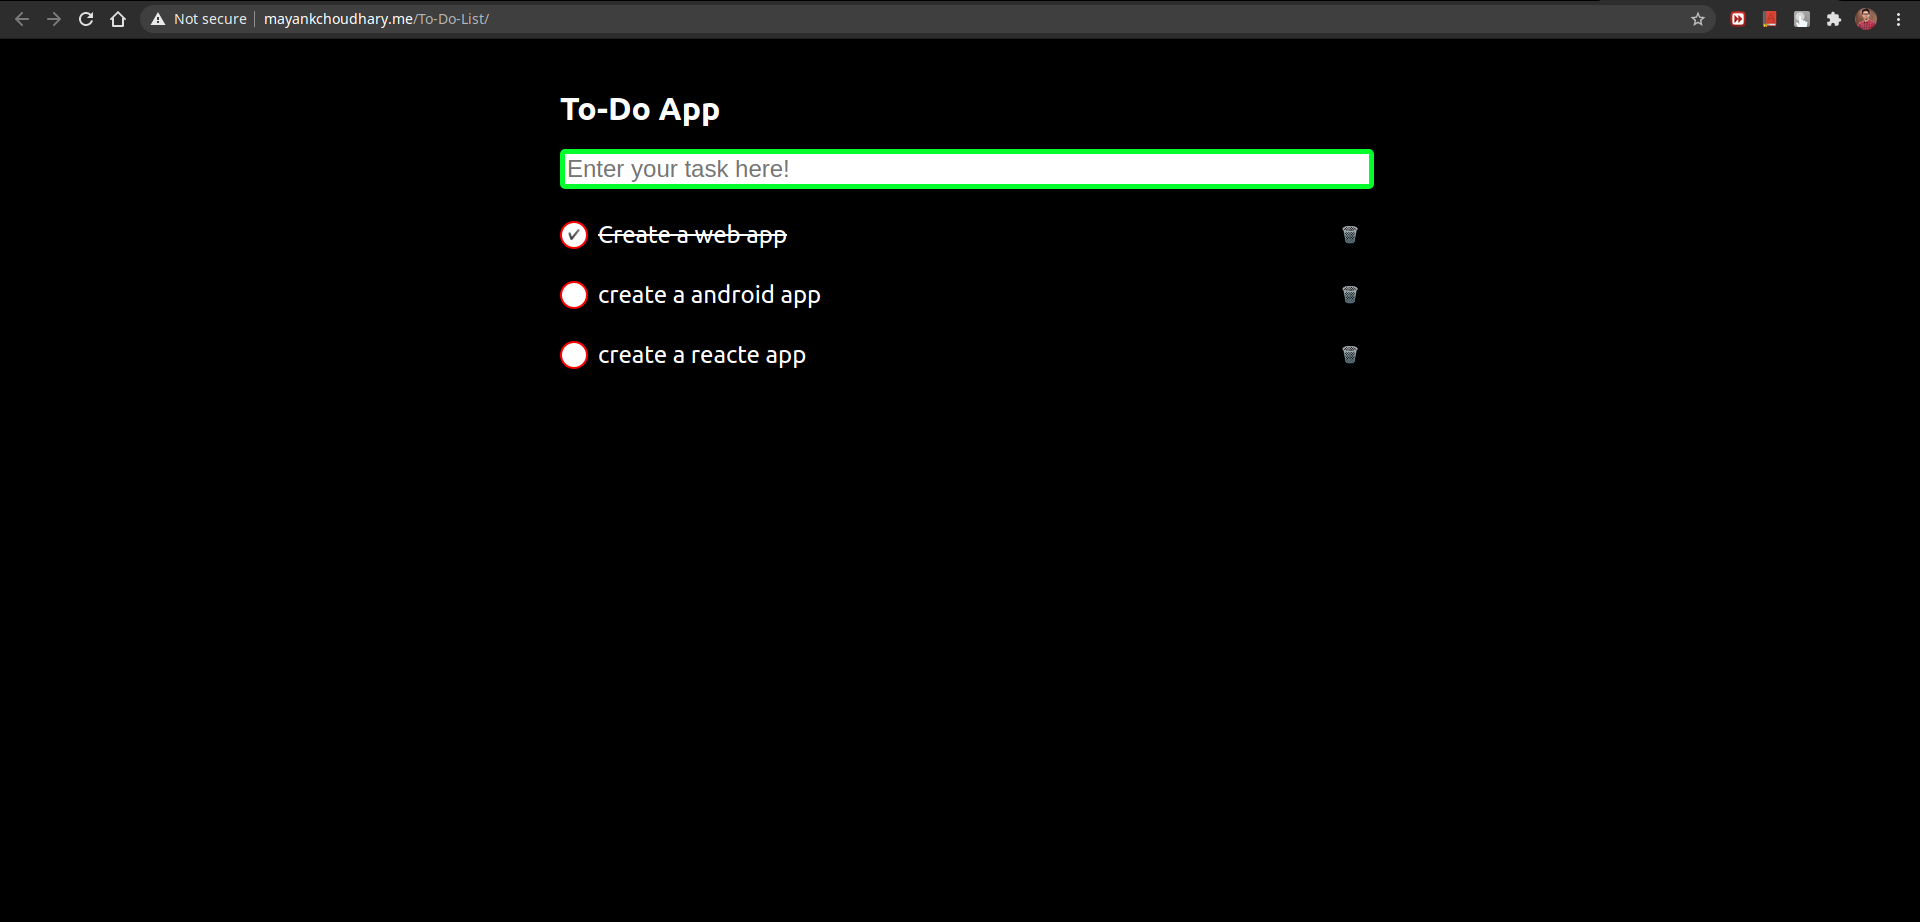 Not secure mayankchoudhary.me/To-Do-List/
To-Do App
Enter your task here!
Create a web app
create a android app
create a reacte app